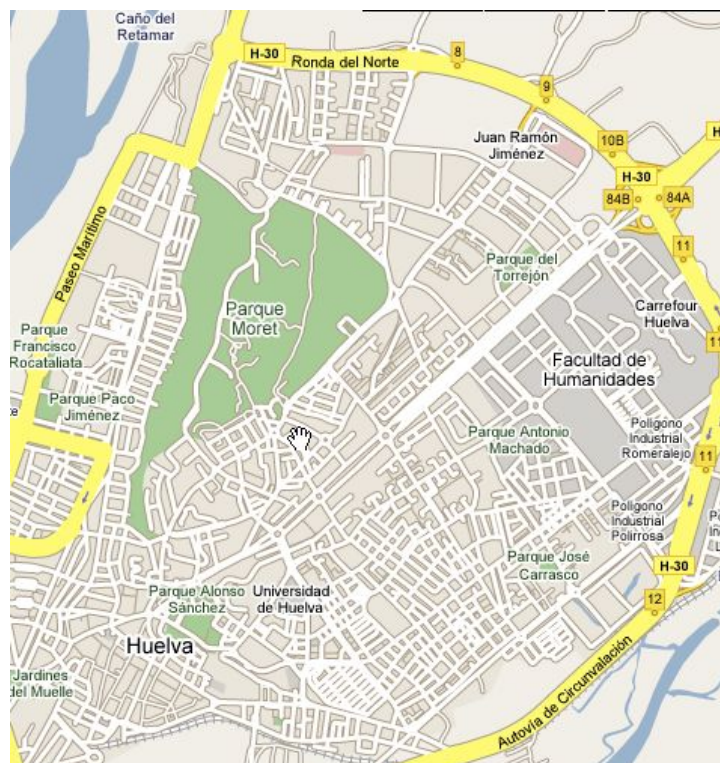 Caño del
Retamar
H-30
Ronda del Norte
8
9
Juan Ramón
Jiménez
10B
H
H-30
84B
84A
11
Paseo Marítimo
Parque del
Torrejón
Parque
Moret
Carrefour
Huelva
Parque
Francisco
Rocataliata
11
Facultad de
Humanidades
Parque Paco
Jiménez
Parque Antonio
Machado
Polígono
Industrial
Romeralejo
11
Poligono
Industrial
Polirrosa
Parque José
Carrasco
H-30
Parque Alonso
Sánchez
Universidad
de Huelva
12
Huelva
Autovía de Circunvalación
Jardines
del Muelle